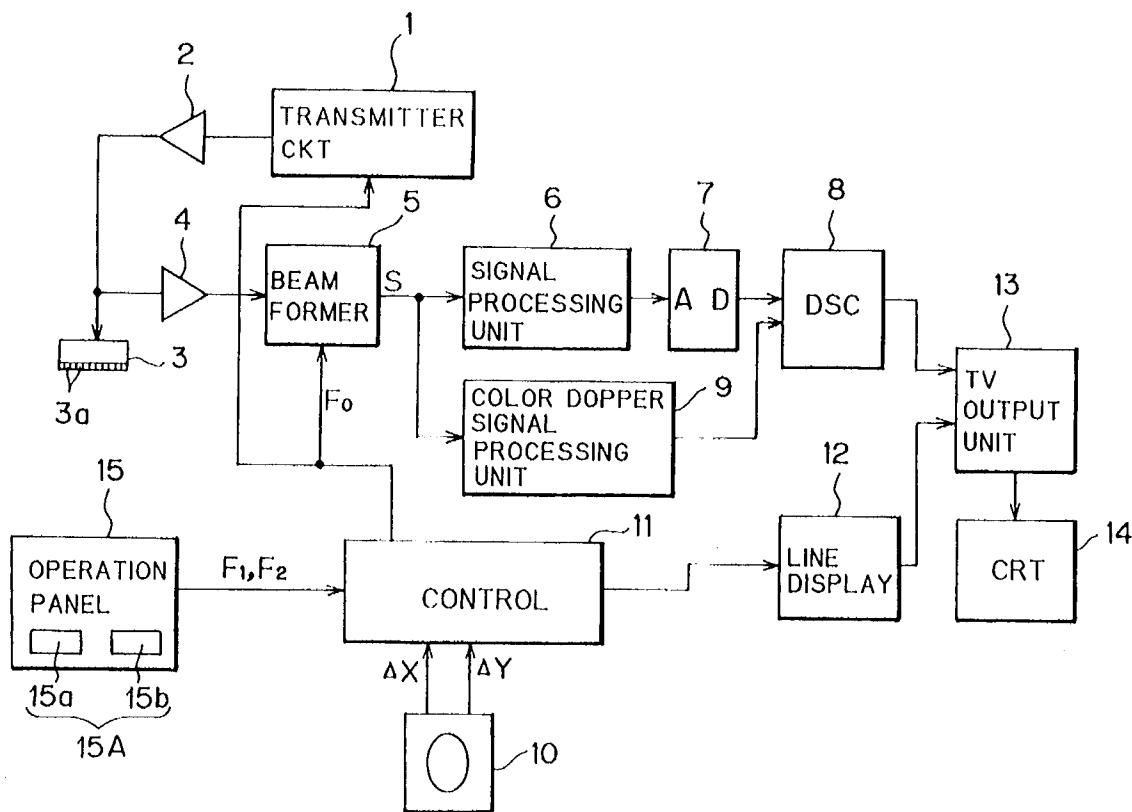 1
2
TRANSMITTER
CKT
4
5
6
7
8
BEAM
FORMER
S
SIGNAL
PROCESSING
UNIT
A D
DSC
13
3
3a
F0
COLOR DOPPER
SIGNAL
PROCESSING
UNIT
9
TV
OUTPUT
UNIT
15
11
12
OPERATION
PANEL
F1,F2
CONTROL
LINE
DISPLAY
CRT
14
15a
15b
15A
ΔX
ΔY
10